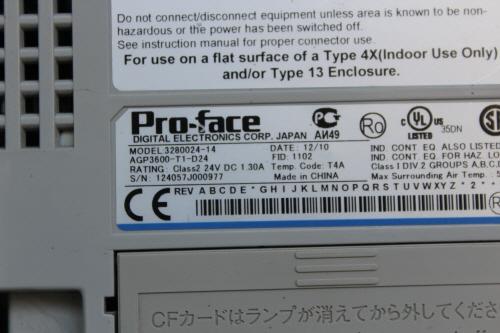 Do not connect/disconnect equipment unless area is known to be non-
hazardous or the power has been switched off.
See instruction manual for proper connector use.
For use on a flat surface of a Type 4X(Indoor Use Only)
and/or Type 13 Enclosure.
Pro-face
DIGITAL ELECTRONICS CORP. JAPAN
АИ49
Ro
C UL US
LISTED
35DN
MODEL 3280024-14
DATE: 12/10
IND CONT EQ ALSO LISTED
AGP3600-T1-D24
FID: 1102
IND. CONT. EQ. FOR HAZ. LO
RATING: Class2 24V DC 1.30A
Temp Code: T4A
Class I DIV.2 GROUPS A,B,C,D
S/N: 124057J000977
Made in CHINA
Max Surrounding Air Temp. : 5
CE
REV A B C D E * G H I J K L M N O P Q R S T U V W X Y Z * 2 * *
CFカードはランプが消えてから外してくださ